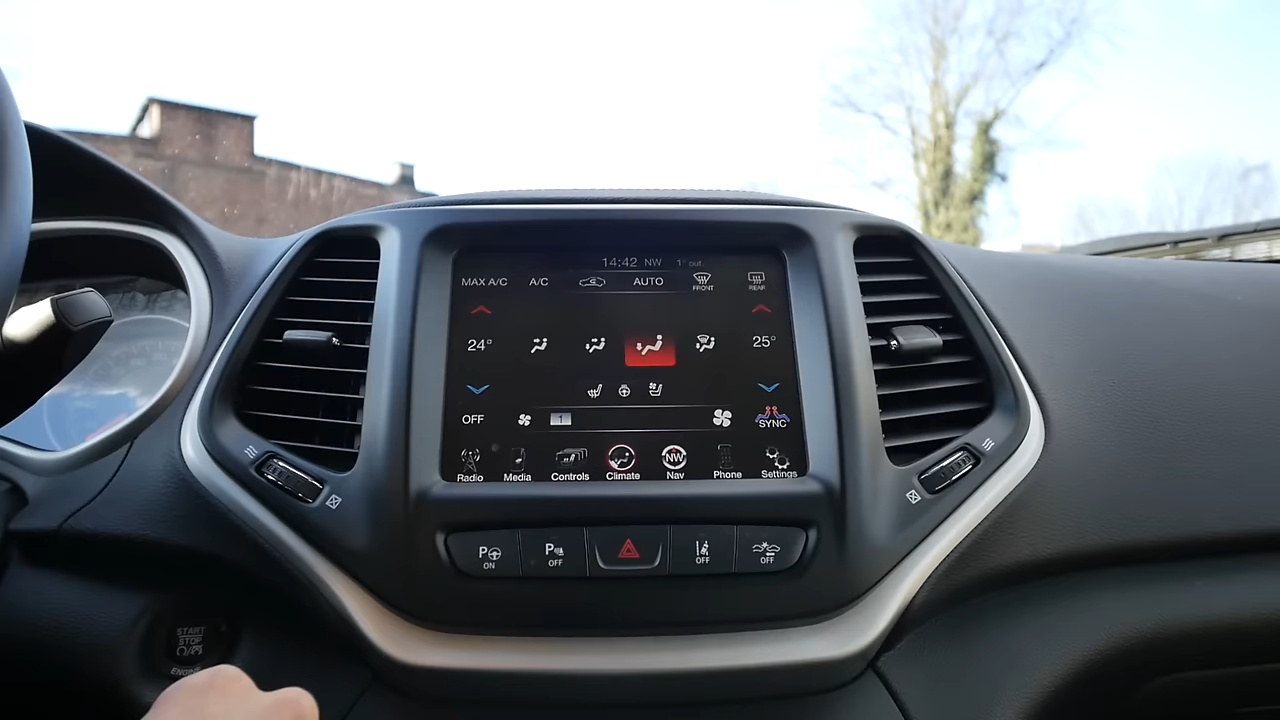 14:42 NW 1° out.
MAX A/C A/C AUTO FRONT REAR
24° 25°
OFF 1 SYNC
NW
Radio Media Controls Climate Nav Phone Settings
P ON
P OFF
OFF
OFF
START
STOP
ENGINE